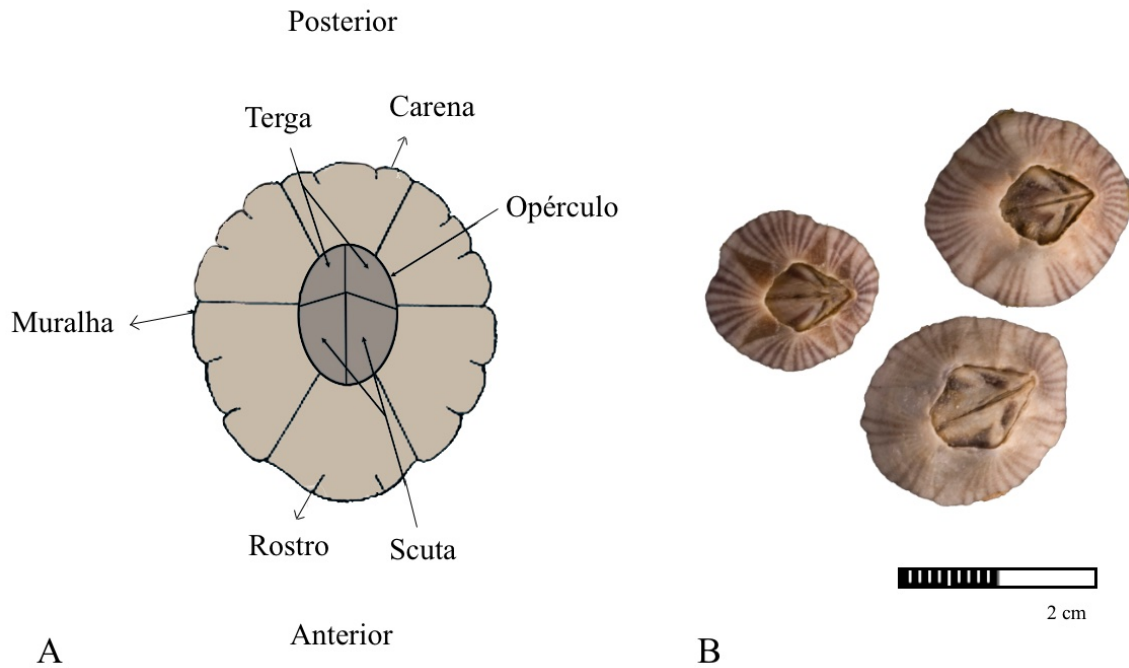 Posterior
Terga
Carena
Opérculo
Muralha
Rostro
Scuta
Anterior
A
2 cm
B